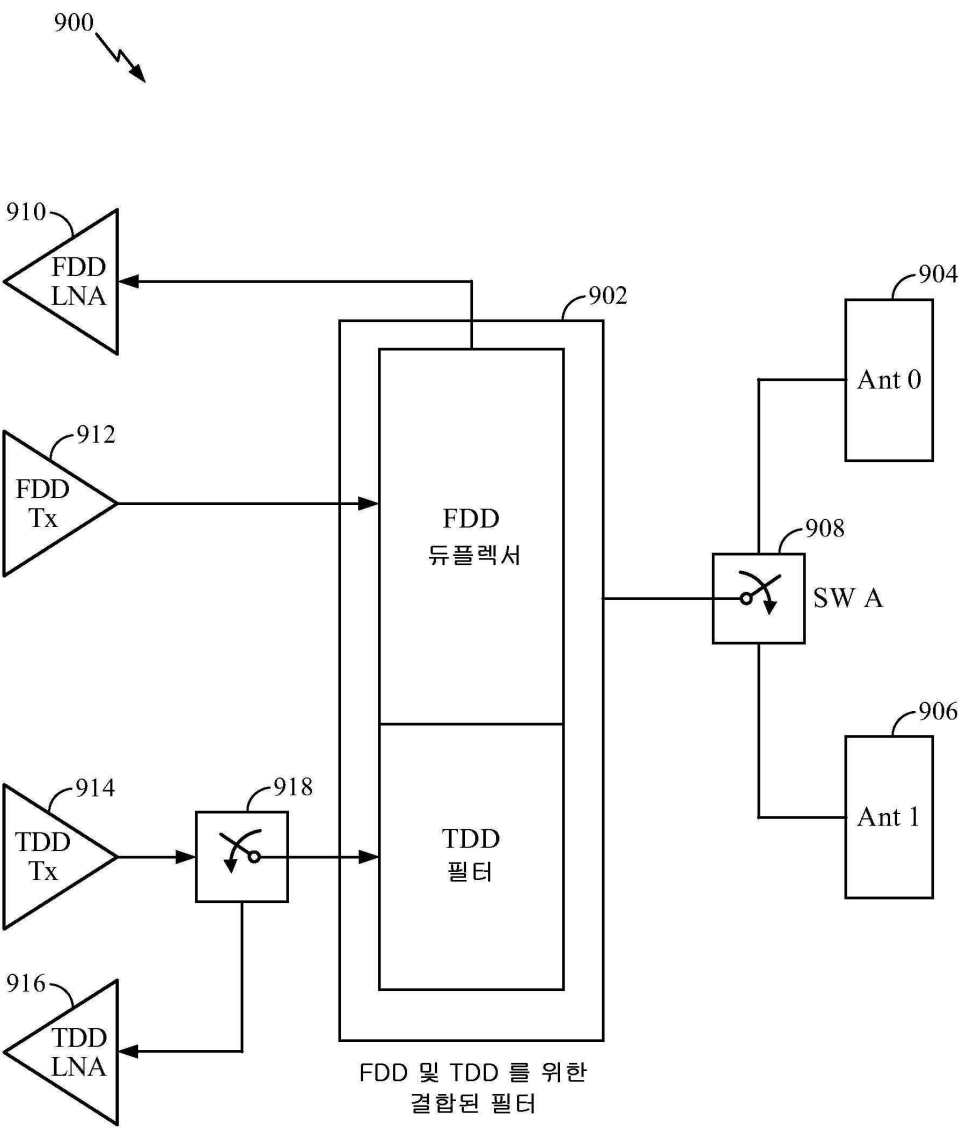 900
910
FDD
LNA
902
904
Ant 0
912
FDD
Tx
FDD
듀플렉서
908
SW A
906
Ant 1
914
TDD
Tx
918
TDD
필터
916
TDD
LNA
FDD 및 TDD 를 위한
결합된 필터